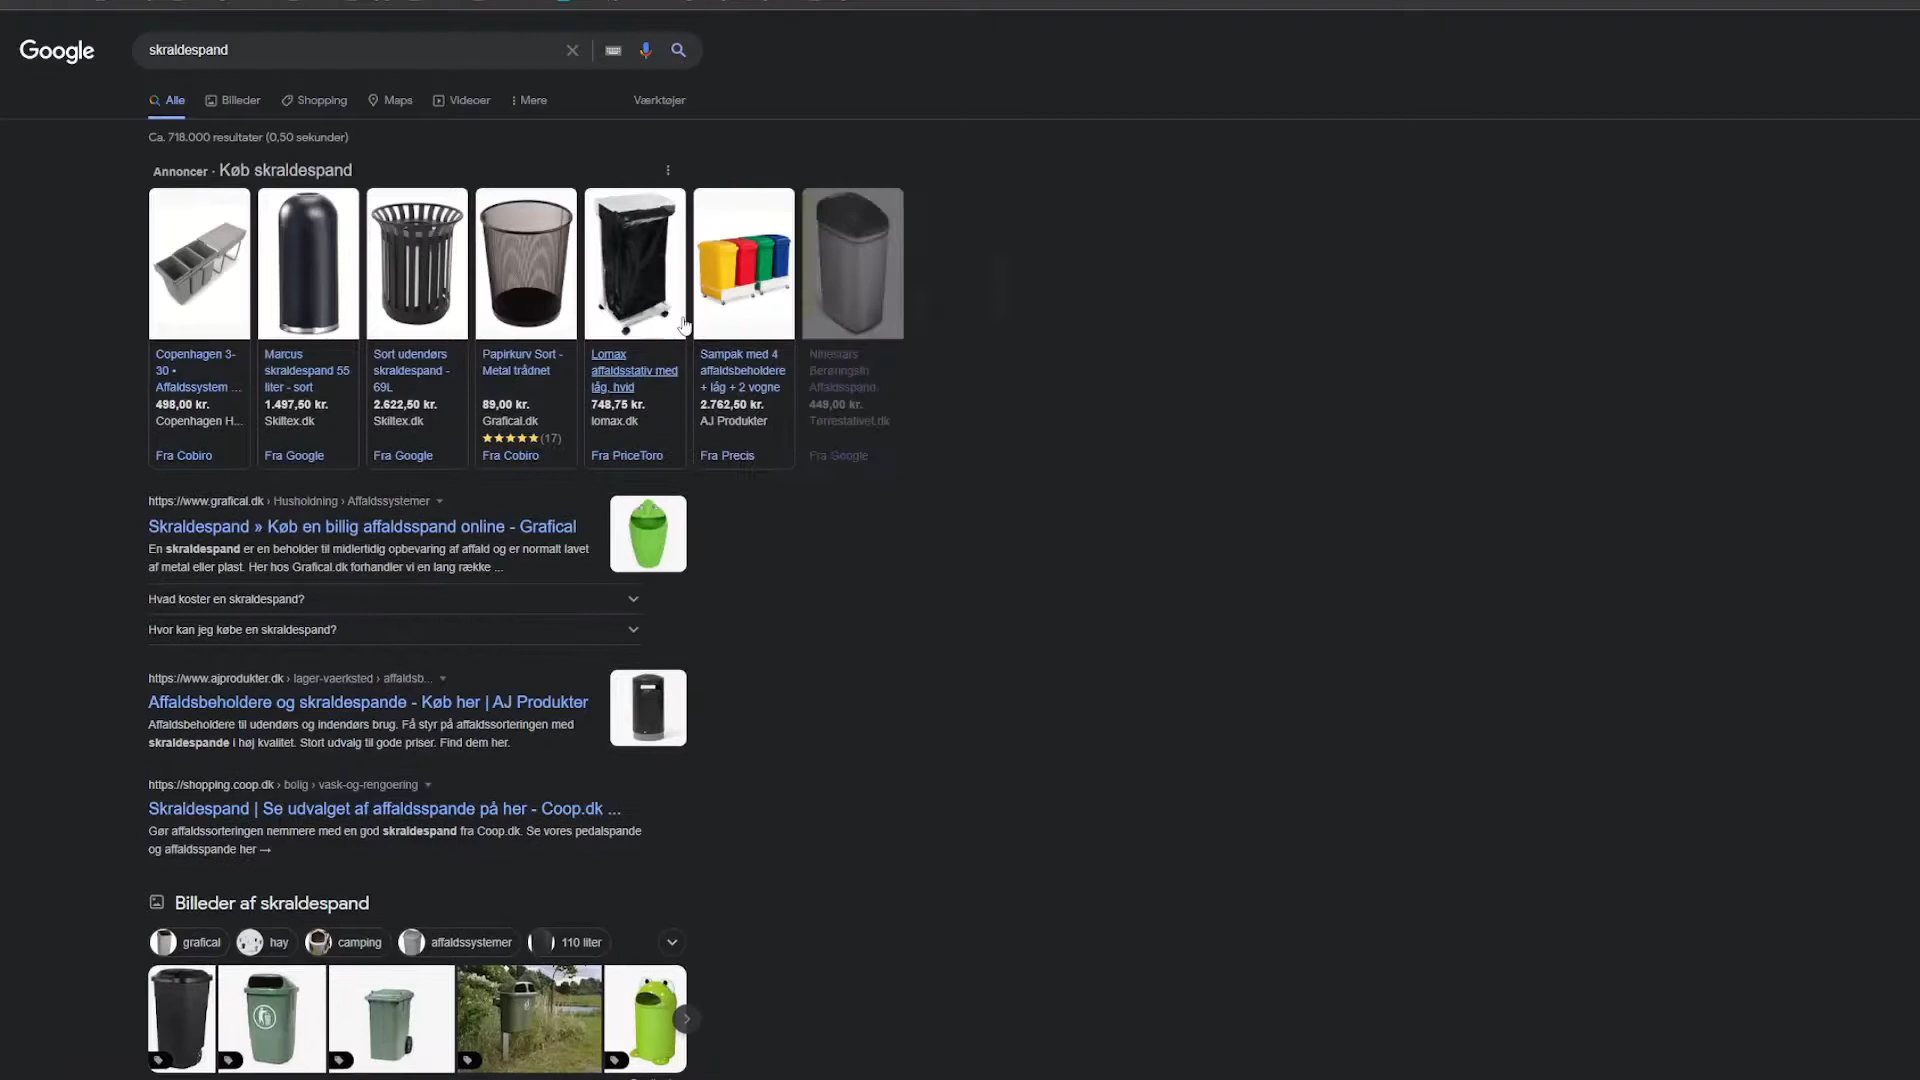 Google
skraldespand
Alle
Billeder
Shopping
Maps
Videoer
Mere
Værktøjer
Ca. 718.000 resultater (0,50 sekunder)
Annoncer · Køb skraldespand
Copenhagen 3-
30 •
Affaldssystem ...
498,00 kr.
Copenhagen H...
Fra Cobiro
Marcus
skraldespand 55
liter - sort
1.497,50 kr.
Skiltex.dk
Fra Google
Sort udendørs
skraldespand -
69L
2.622,50 kr.
Skiltex.dk
Fra Google
Papirkurv Sort -
Metal trådnet
89,00 kr.
Grafical.dk
(17)
Fra Cobiro
Lomax
affaldsstativ med
låg, hvid
748,75 kr.
lomax.dk
Fra PriceToro
Sampak med 4
affaldsbeholdere
+ låg + 2 vogne
2.762,50 kr.
AJ Produkter
Fra Precis
Ninestars
Berøringsfri
Affaldsspand
449,00 kr.
Tørrestativet.dk
Fra Google
https://www.grafical.dk › Husholdning › Affaldssystemer
Skraldespand » Køb en billig affaldsspand online - Grafical
En skraldespand er en beholder til midlertidig opbevaring af affald og er normalt lavet
af metal eller plast. Her hos Grafical.dk forhandler vi en lang række ...
Hvad koster en skraldespand?
Hvor kan jeg købe en skraldespand?
https://www.ajprodukter.dk › lager-vaerksted › affaldsb...
Affaldsbeholdere og skraldespande - Køb her | AJ Produkter
Affaldsbeholdere til udendørs og indendørs brug. Få styr på affaldssorteringen med
skraldespande i høj kvalitet. Stort udvalg til gode priser. Find dem her.
https://shopping.coop.dk › bolig › vask-og-rengoering
Skraldespand | Se udvalget af affaldsspande på her - Coop.dk ...
Gør affaldssorteringen nemmere med en god skraldespand fra Coop.dk. Se vores pedalspande
og affaldsspande her →
Billeder af skraldespand
grafical
hay
camping
affaldssystemer
110 liter